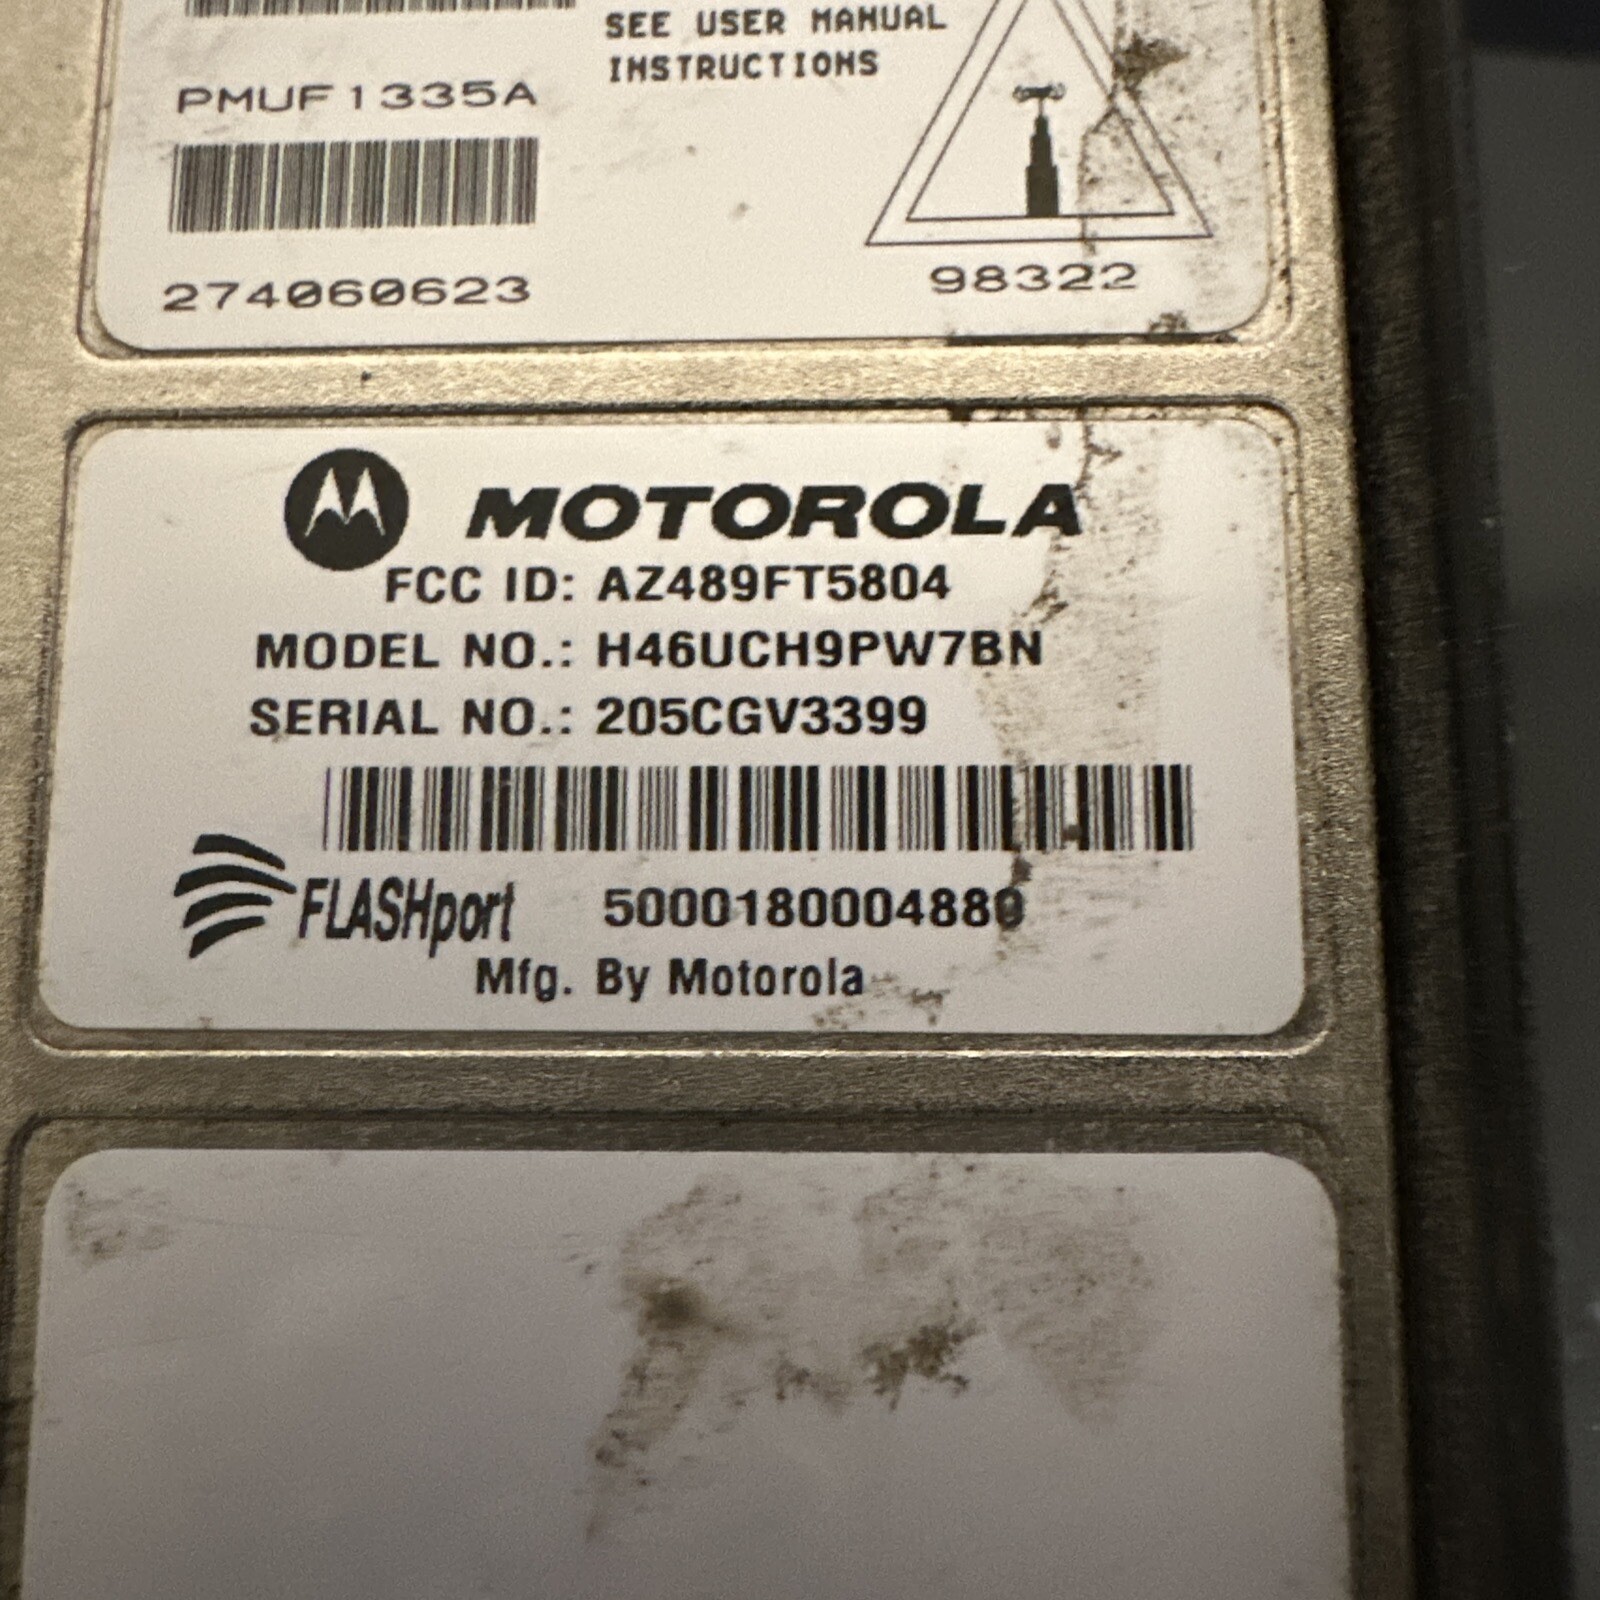 SEE USER MANUAL
INSTRUCTIONS
PMUF1335A
274060623
98322
MOTOROLA
FCC ID: AZ489FT5804
MODEL NO.: H46UCH9PW7BN
SERIAL NO.: 205CGV3399
FLASHport 5000180004880
Mfg. By Motorola